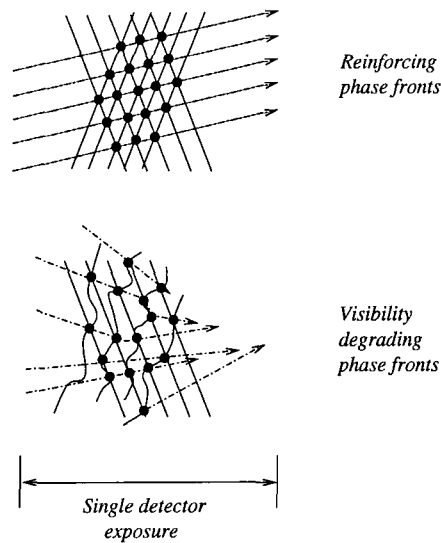 Reinforcing
phase fronts
Visibility
degrading
phase fronts
Single detector
exposure